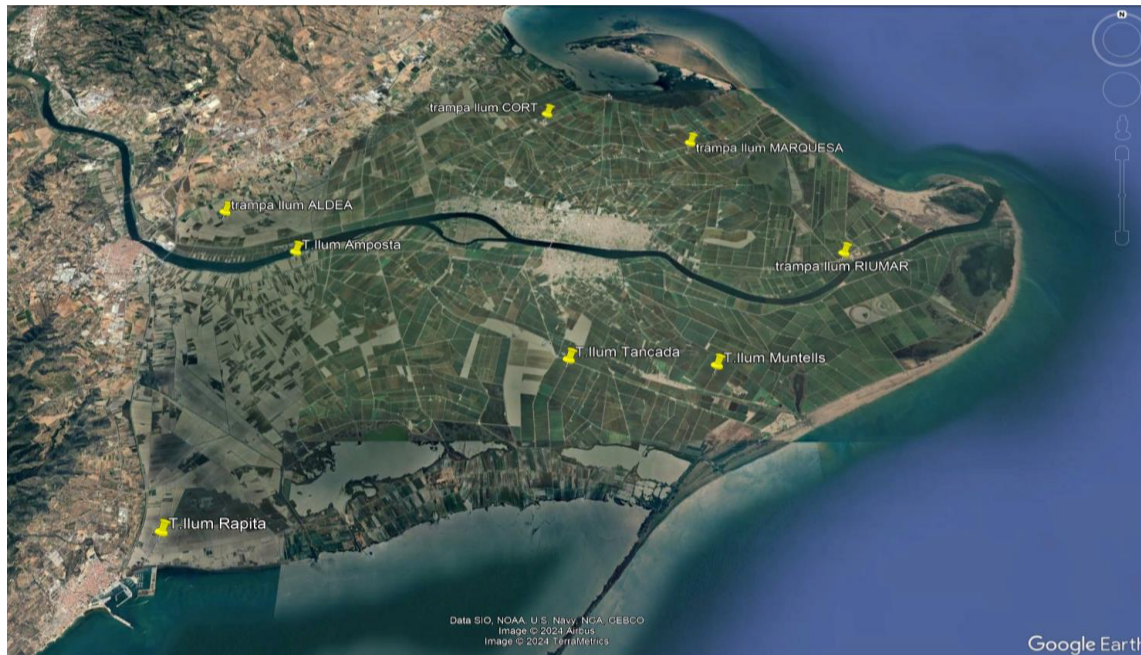 N
trampa llum CORT
trampa llum MARQUESA
trampa llum ALDEA
T.llum Amposta
trampa llum RIUMAR
T.llum Tancada
T.llum Muntells
T.llum Rapita
Data SIO, NOAA, U.S. Navy, NGA, GEBCO
Image © 2024 Airbus
Image © 2024 TerraMetrics
Google Earth